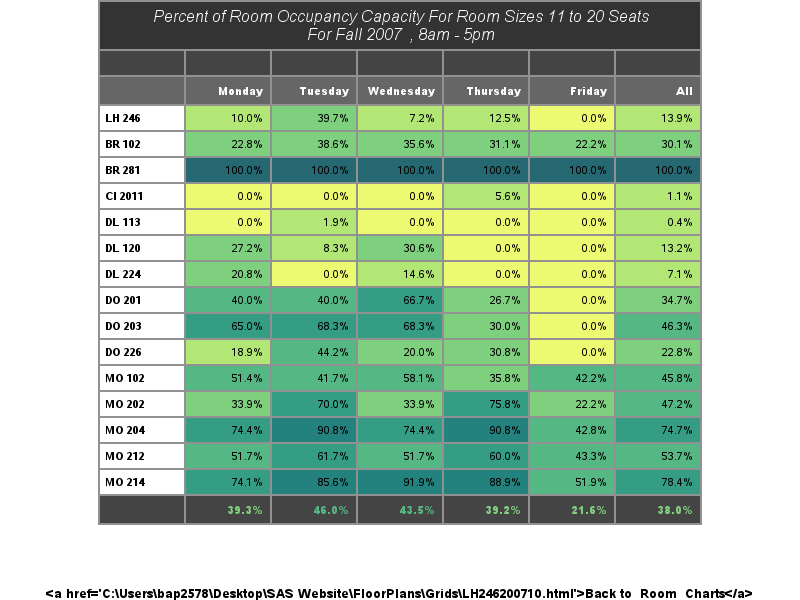 Percent of Room Occupancy Capacity For Room Sizes 11 to 20 Seats
For Fall 2007 , 8am - 5pm
Monday Tuesday Wednesday Thursday Friday All
LH 246 10.0% 39.7% 7.2% 12.5% 0.0% 13.9%
BR 102 22.8% 38.6% 35.6% 31.1% 22.2% 30.1%
BR 281 100.0% 100.0% 100.0% 100.0% 100.0% 100.0%
CI 2011 0.0% 0.0% 0.0% 5.6% 0.0% 1.1%
DL 113 0.0% 1.9% 0.0% 0.0% 0.0% 0.4%
DL 120 27.2% 8.3% 30.6% 0.0% 0.0% 13.2%
DL 224 20.8% 0.0% 14.6% 0.0% 0.0% 7.1%
DO 201 40.0% 40.0% 66.7% 26.7% 0.0% 34.7%
DO 203 65.0% 68.3% 68.3% 30.0% 0.0% 46.3%
DO 226 18.9% 44.2% 20.0% 30.8% 0.0% 22.8%
MO 102 51.4% 41.7% 58.1% 35.8% 42.2% 45.8%
MO 202 33.9% 70.0% 33.9% 75.8% 22.2% 47.2%
MO 204 74.4% 90.8% 74.4% 90.8% 42.8% 74.7%
MO 212 51.7% 61.7% 51.7% 60.0% 43.3% 53.7%
MO 214 74.1% 85.6% 91.9% 88.9% 51.9% 78.4%
39.3% 46.0% 43.5% 39.2% 21.6% 38.0%
<a href='C:\Users\bap2578\Desktop\SAS Website\FloorPlans\Grids\LH246200710.html'>Back to Room Charts</a>